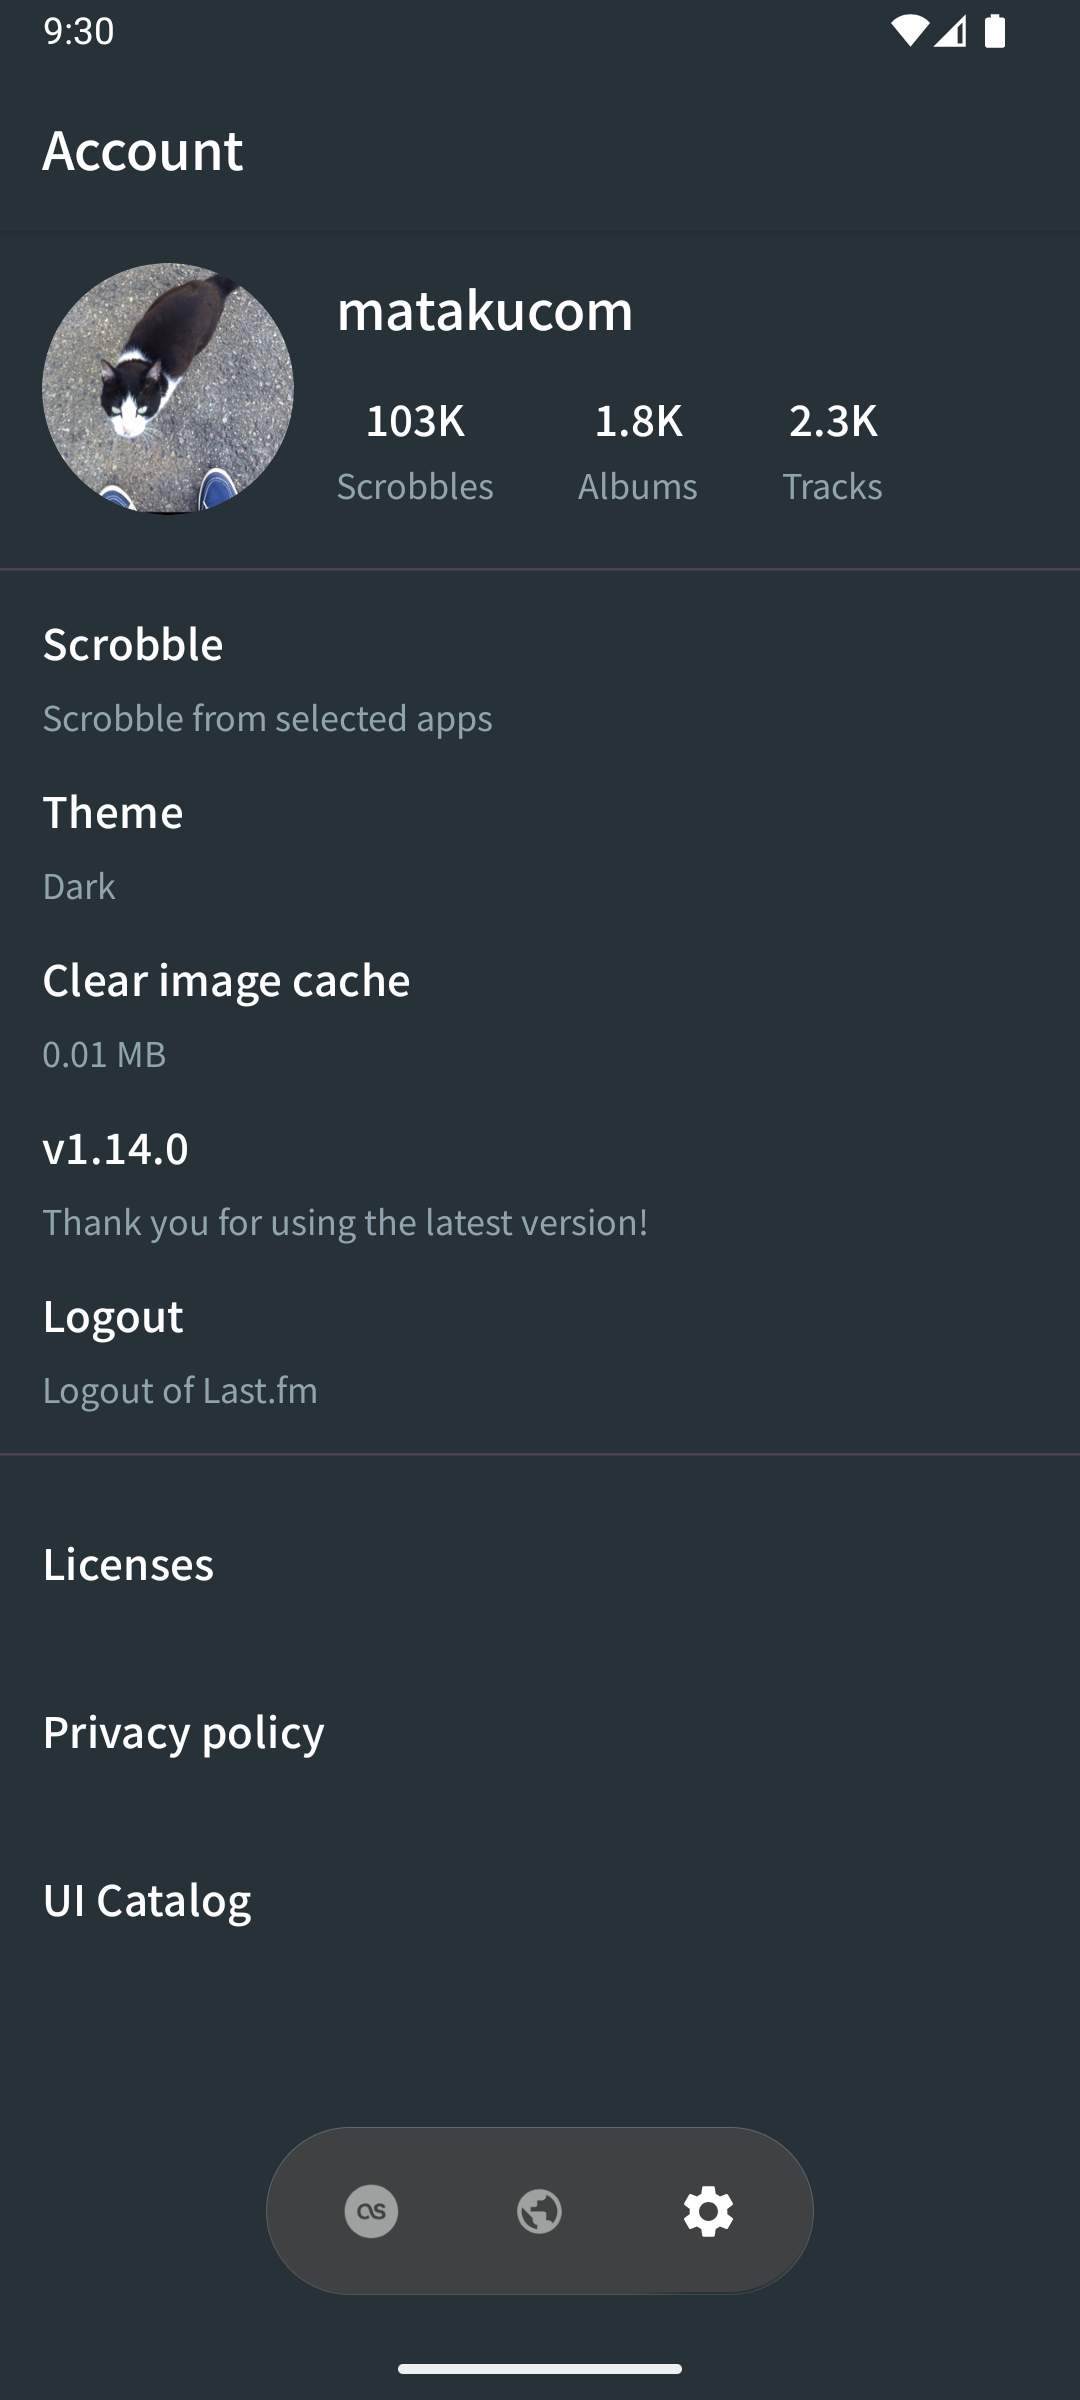 9:30
Account
matakucom
103K 1.8K 2.3K
Scrobbles Albums Tracks
Scrobble
Scrobble from selected apps
Theme
Dark
Clear image cache
0.01 MB
v1.14.0
Thank you for using the latest version!
Logout
Logout of Last.fm
Licenses
Privacy policy
UI Catalog
as